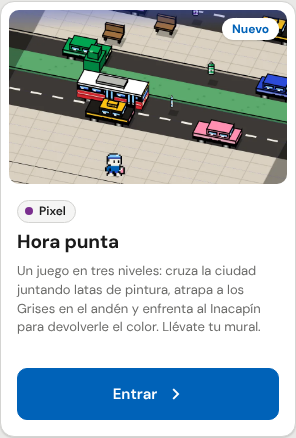 Nuevo
Pixel
Hora punta
Un juego en tres niveles: cruza la ciudad
juntando latas de pintura, atrapa a los
Grises en el andén y enfrenta al Inacapín
para devolverle el color. Llévate tu mural.
Entrar